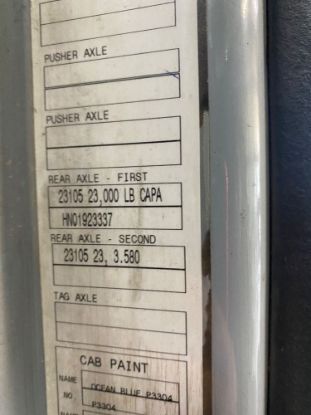 PUSHER AXLE
PUSHER AXLE
REAR AXLE - FIRST
23105 23,000 LB CAPA
HN01923337
REAR AXLE - SECOND
23105 23, 3.580
TAG AXLE
CAB PAINT
NAME OCEAN BLUE P3304
NO. P3304